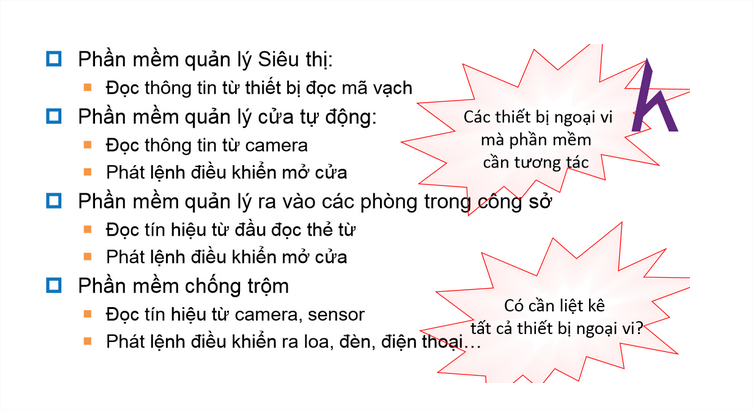 Phần mềm quản lý Siêu thị:
Đọc thông tin từ thiết bị đọc mã vạch
Phần mềm quản lý cửa tự động:
Đọc thông tin từ camera
Phát lệnh điều khiển mở cửa
Phần mềm quản lý ra vào các phòng trong công sở
Đọc tín hiệu từ đầu đọc thẻ từ
Phát lệnh điều khiển mở cửa
Phần mềm chống trộm
Đọc tín hiệu từ camera, sensor
Phát lệnh điều khiển ra loa, đèn, điện thoại…
Các thiết bị ngoại vi
mà phần mềm
cần tương tác
Có cần liệt kê
tất cả thiết bị ngoại vi?